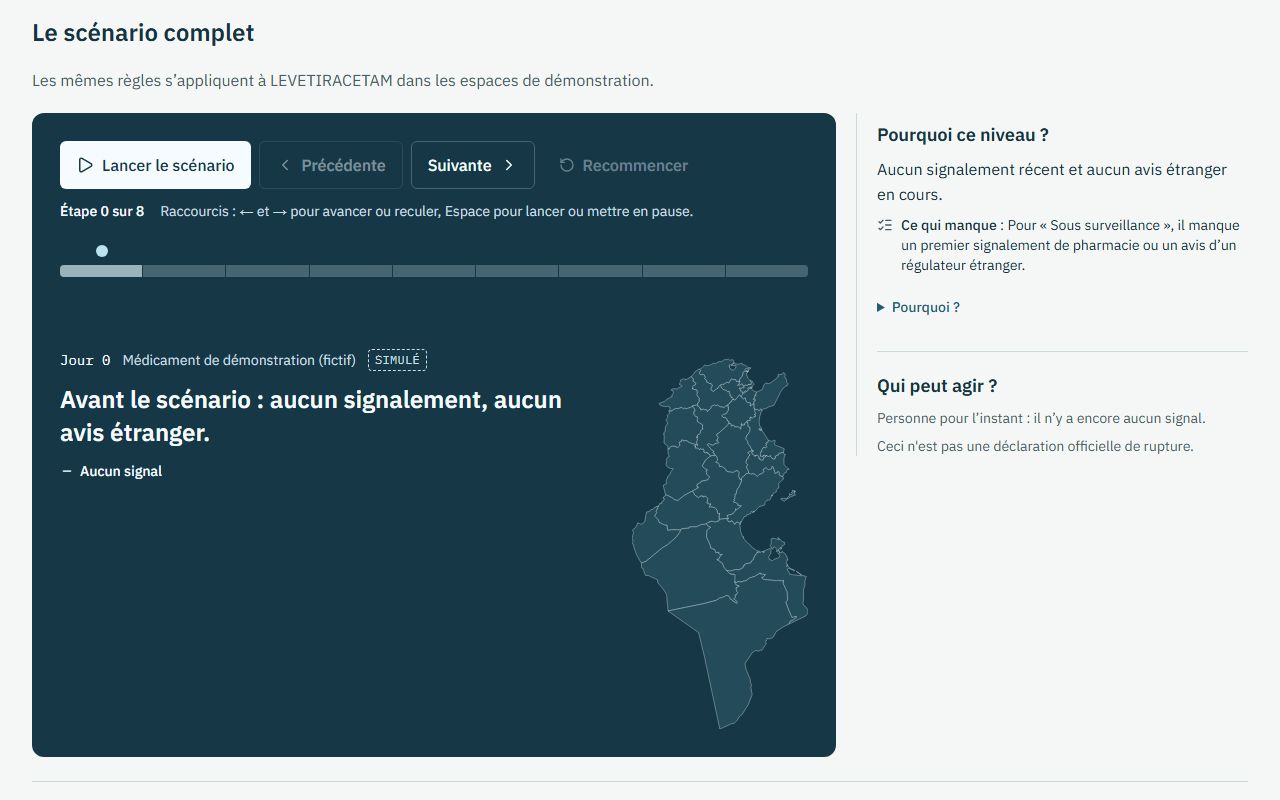 Le scénario complet
Les mêmes règles s’appliquent à LEVETIRACETAM dans les espaces de démonstration.
Lancer le scénario
Précédente
Suivante
Recommencer
Étape 0 sur 8 Raccourcis : ← et → pour avancer ou reculer, Espace pour lancer ou mettre en pause.
Jour 0 Médicament de démonstration (fictif) SIMULÉ
Avant le scénario : aucun signalement, aucun
avis étranger.
– Aucun signal
Pourquoi ce niveau ?
Aucun signalement récent et aucun avis étranger
en cours.
Ce qui manque : Pour « Sous surveillance », il manque
un premier signalement de pharmacie ou un avis d’un
régulateur étranger.
Pourquoi ?
Qui peut agir ?
Personne pour l’instant : il n’y a encore aucun signal.
Ceci n'est pas une déclaration officielle de rupture.